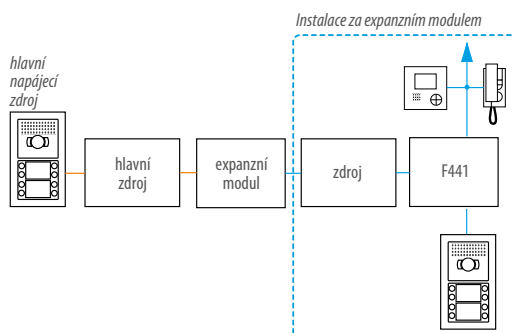 Instalace za expanzním modulem
hlavní
napájecí
zdroj
hlavní
zdroj
expanzní
modul
zdroj
F441